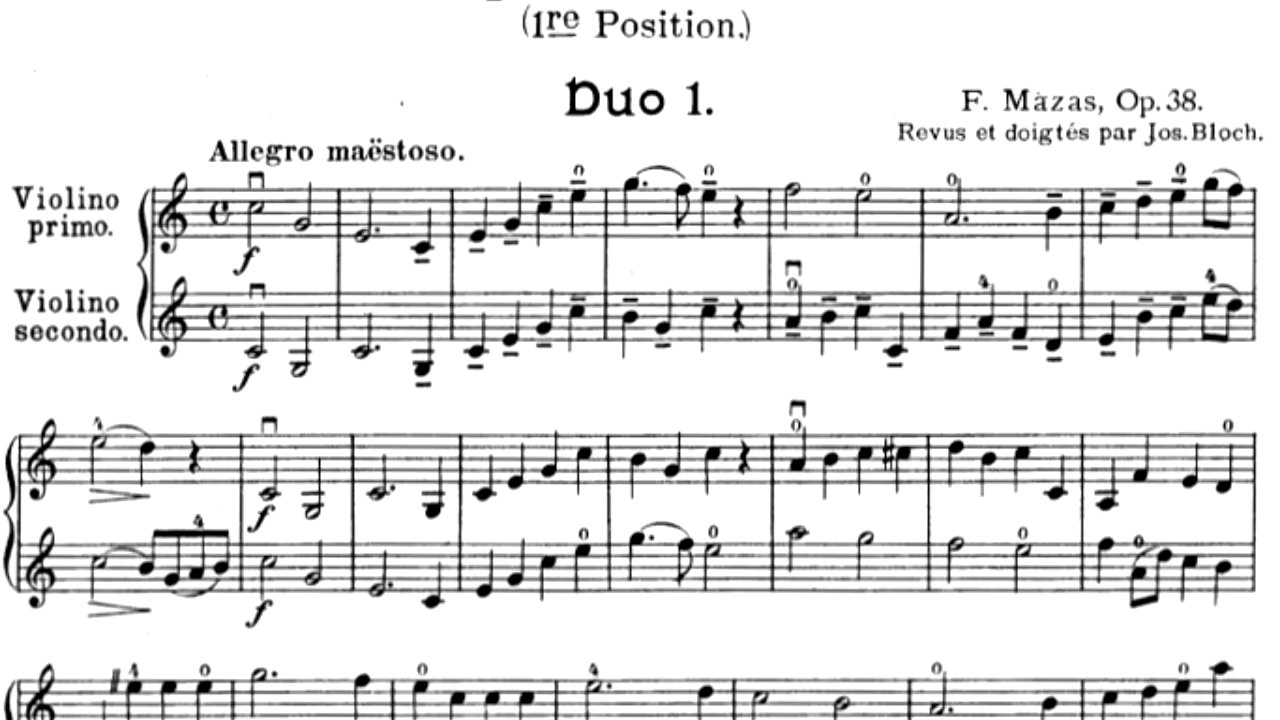 (1re Position.)
Duo 1.
F. Mazas, Op. 38.
Revus et doigtés par Jos. Bloch.
Allegro maëstoso.
Violino
primo.
f
Violino
secondo.
f
f
f